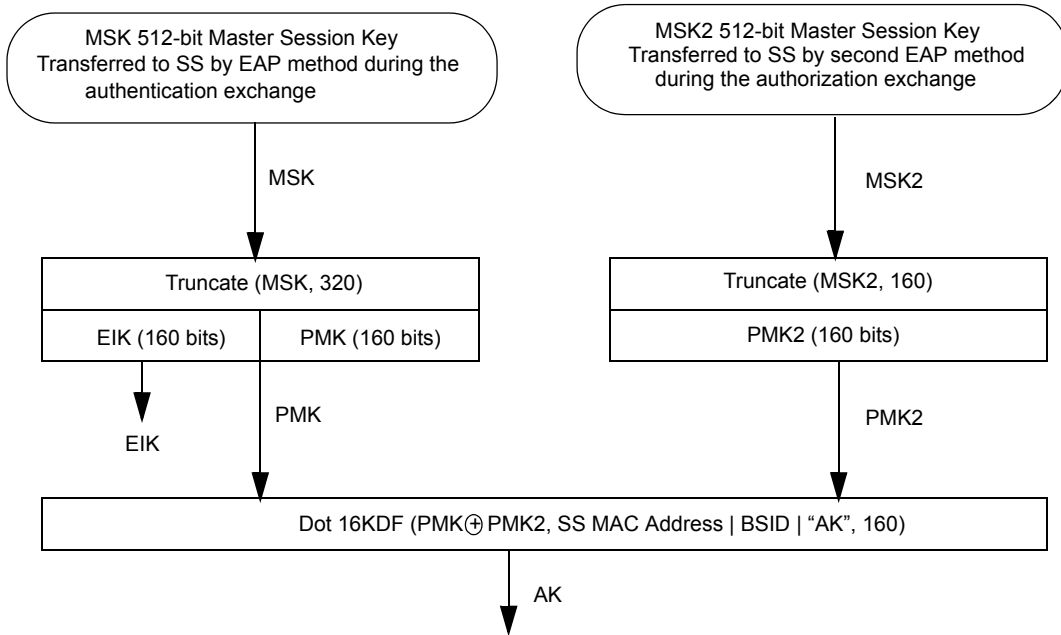 MSK 512-bit Master Session Key
Transferred to SS by EAP method during the
authentication exchange
MSK2 512-bit Master Session Key
Transferred to SS by second EAP method
during the authorization exchange
MSK
MSK2
Truncate (MSK, 320)
EIK (160 bits)
PMK (160 bits)
Truncate (MSK2, 160)
PMK2 (160 bits)
EIK
PMK
PMK2
Dot 16KDF (PMK⊕PMK2, SS MAC Address | BSID | “AK”, 160)
AK